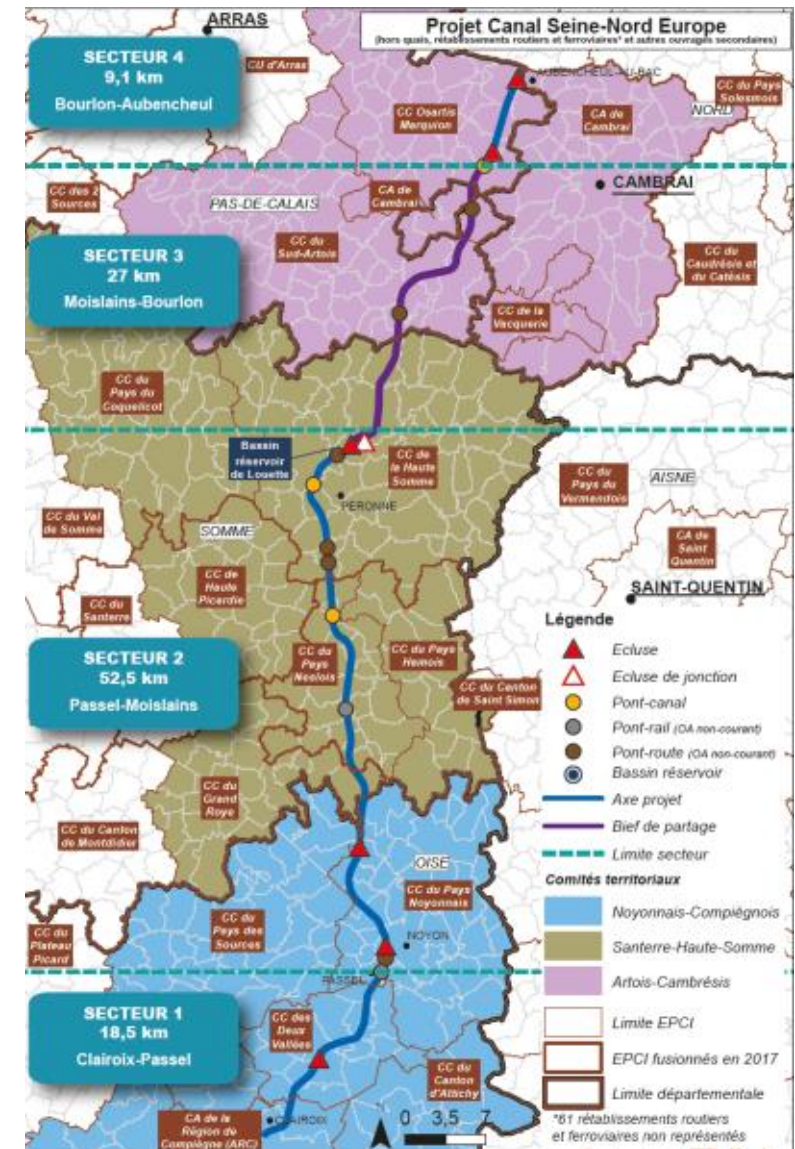 Projet Canal Seine-Nord Europe
(hors quais, rétablissements routiers et ferroviaires* et autres ouvrages secondaires)
ARRAS
SECTEUR 4
9,1 km
Bourlon-Aubencheul
CU d'Arras
AUBENCHEUL-AU-BAC
CC du Pays
Solesmois
CC Osartis
Marquion
CA de
Cambrai
NORD
CC des 2
Sources
PAS-DE-CALAIS
CA de
Cambrai
CAMBRAI
SECTEUR 3
27 km
Moislains-Bourlon
CC du
Sud-Artois
CC du
Caudrésis et
du Catésis
CC de la
Vacquerie
CC du
Pays du
Coquelicot
Bassin
réservoir
de Louette
CC de
la Haute
Somme
CC du
Pays du
Vermandois
AISNE
PERONNE
CC du Val
de Somme
SOMME
CA de
Saint
Quentin
CC de
Haute
Picardie
SAINT-QUENTIN
CC du
Santerre
SECTEUR 2
52,5 km
Passel-Moislains
CC du
Pays
Neslois
CC du Pays
Hamois
CC du Canton
de Saint Simon
CC du
Grand
Roye
CC du Canton
de Montdidier
OISE
CC du Pays
Noyonnais
CC du
Pays des
Sources
CC du
Plateau
Picard
NOYON
PASSEL
SECTEUR 1
18,5 km
Clairoix-Passel
CC des
Deux
Vallées
CC du
Canton
d'Attichy
CA de la
Région de
Compiègne (ARC)
CLAIROIX
0 3,5 7
Légende
Ecluse
Ecluse de jonction
Pont-canal
Pont-rail (OA non-courant)
Pont-route (OA non-courant)
Bassin réservoir
Axe projet
Bief de partage
Limite secteur
Comités territoriaux
Noyonnais-Compiégnois
Santerre-Haute-Somme
Artois-Cambrésis
Limite EPCI
EPCI fusionnés en 2017
Limite départementale
*61 rétablissements routiers
et ferroviaires non représentés